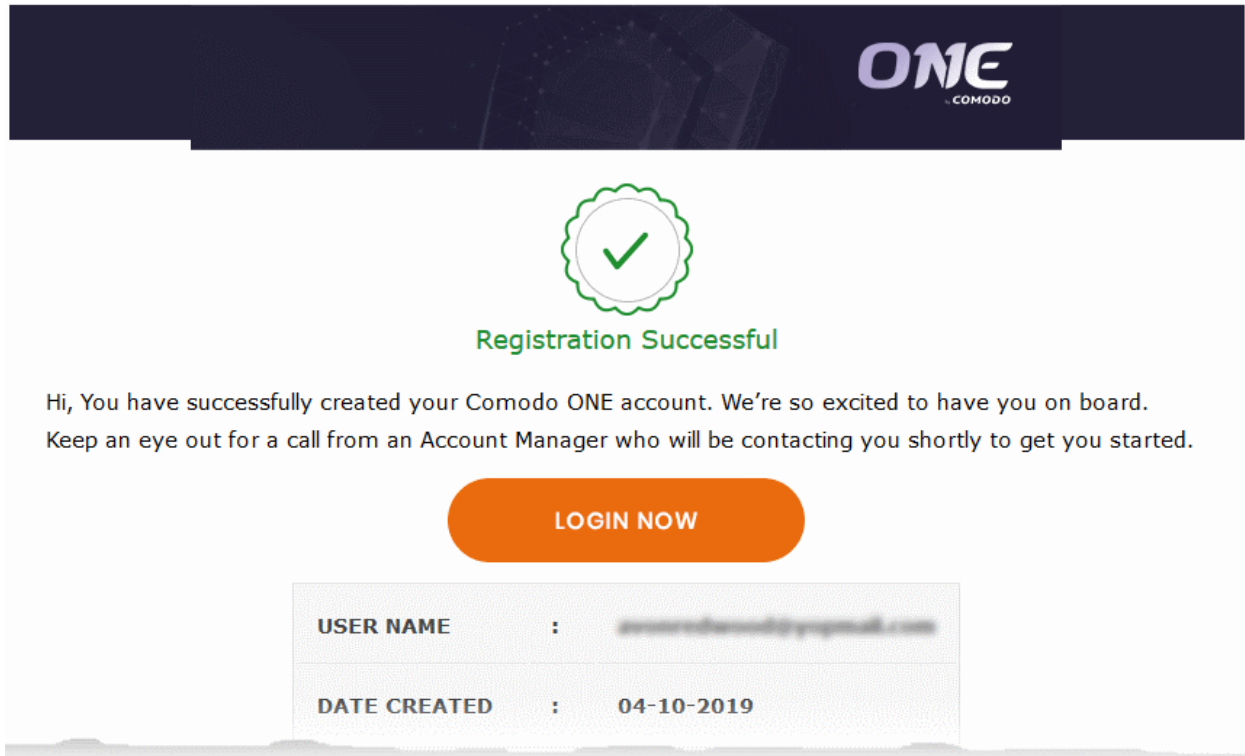 ONE
by COMODO
Registration Successful
Hi, You have successfully created your Comodo ONE account. We’re so excited to have you on board.
Keep an eye out for a call from an Account Manager who will be contacting you shortly to get you started.
LOGIN NOW
USER NAME :
DATE CREATED : 04-10-2019